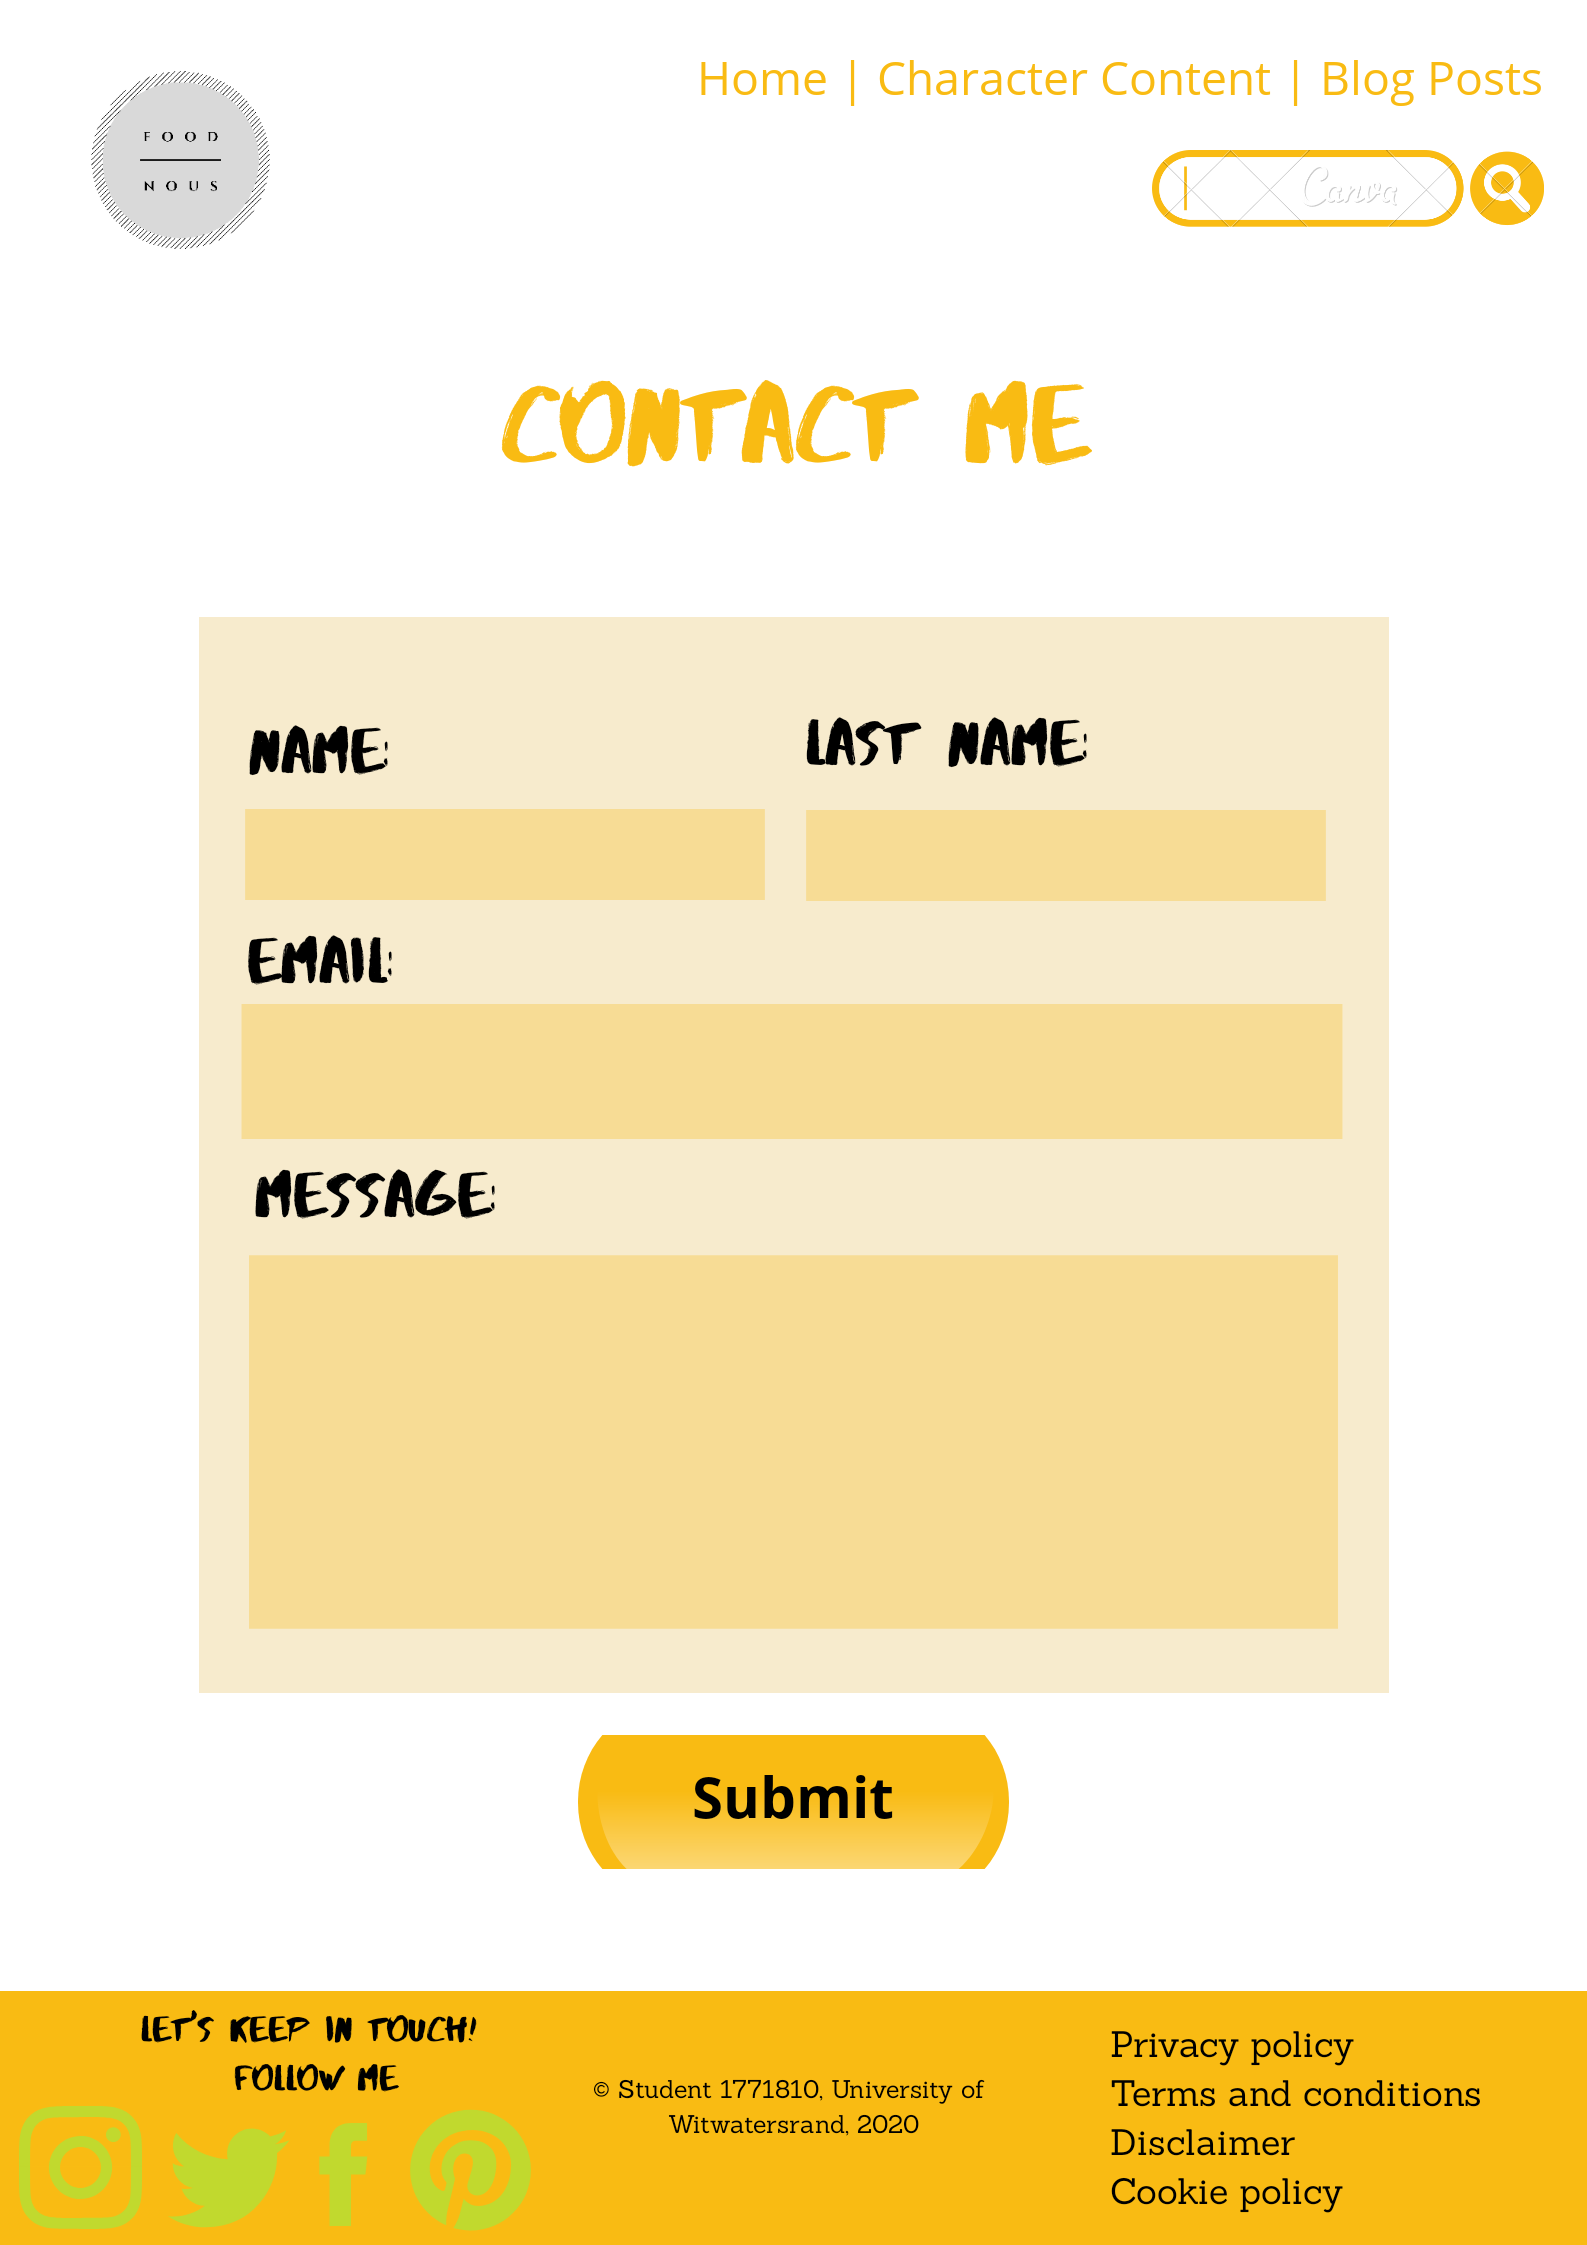 Home | Character Content | Blog Posts
FOOD
NOUS
Canva
CONTACT ME
NAME:
LAST NAME:
EMAIL:
MESSAGE:
Submit
LET'S KEEP IN TOUCH!
FOLLOW ME
© Student 1771810, University of
Witwatersrand, 2020
Privacy policy
Terms and conditions
Disclaimer
Cookie policy